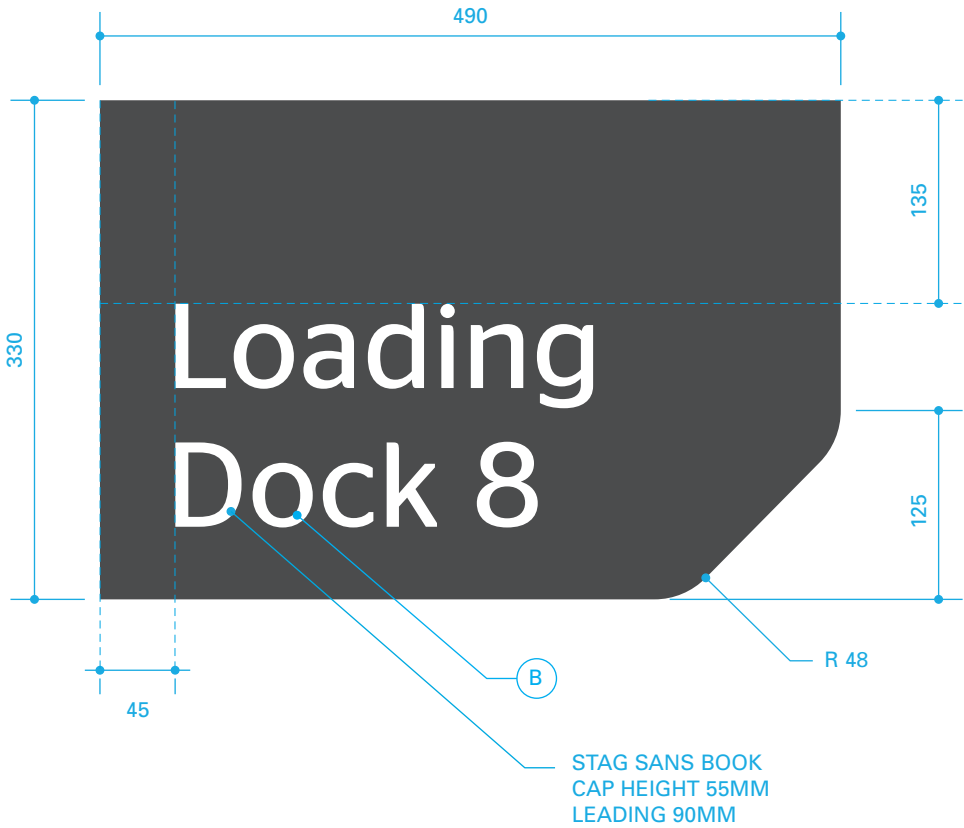 490
135
330
Loading
Dock 8
125
R 48
B
45
STAG SANS BOOK
CAP HEIGHT 55MM
LEADING 90MM